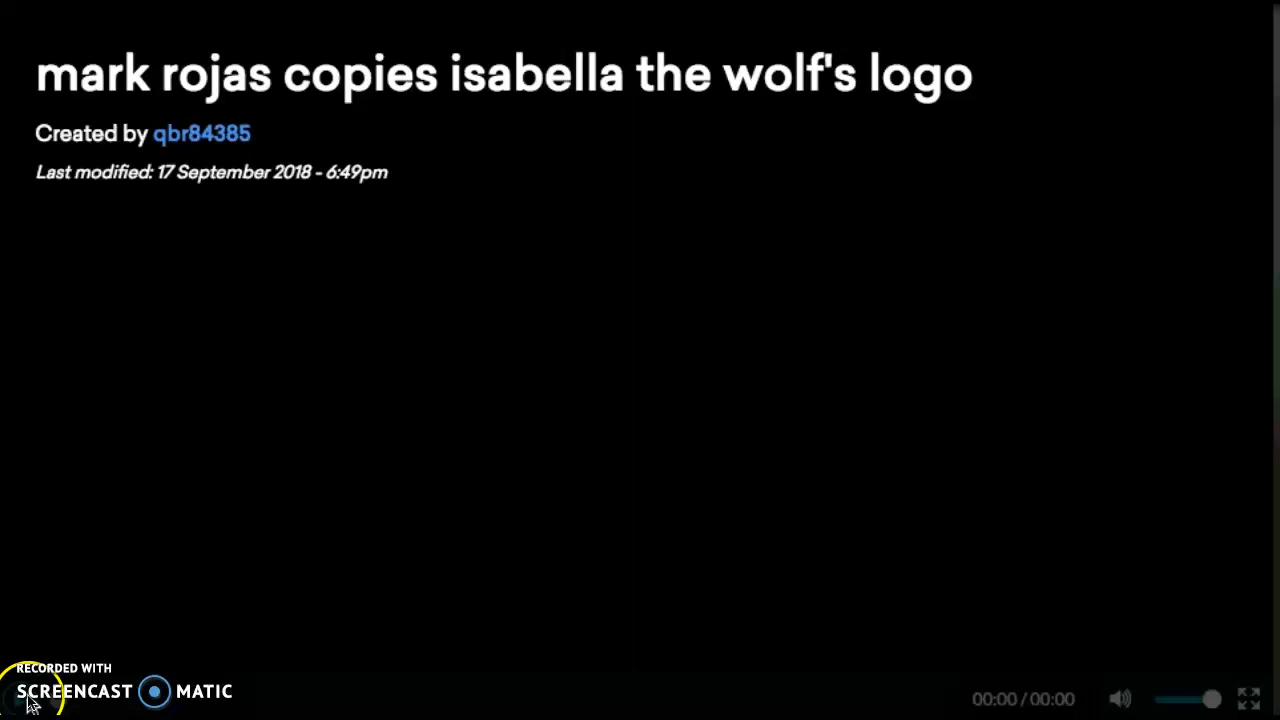 mark rojas copies isabella the wolf's logo
Created by qbr84385
Last modified: 17 September 2018 - 6:49pm
RECORDED WITH
SCREENCAST MATIC
00:00 / 00:00